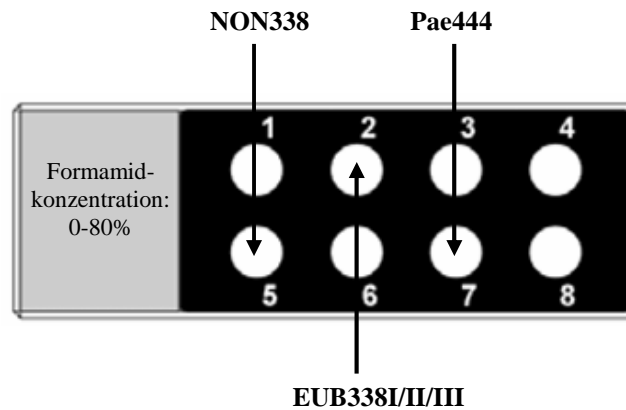 NON338 Pae444
1 2 3 4
Formamid-
konzentration:
0-80%
5 6 7 8
EUB338I/II/III